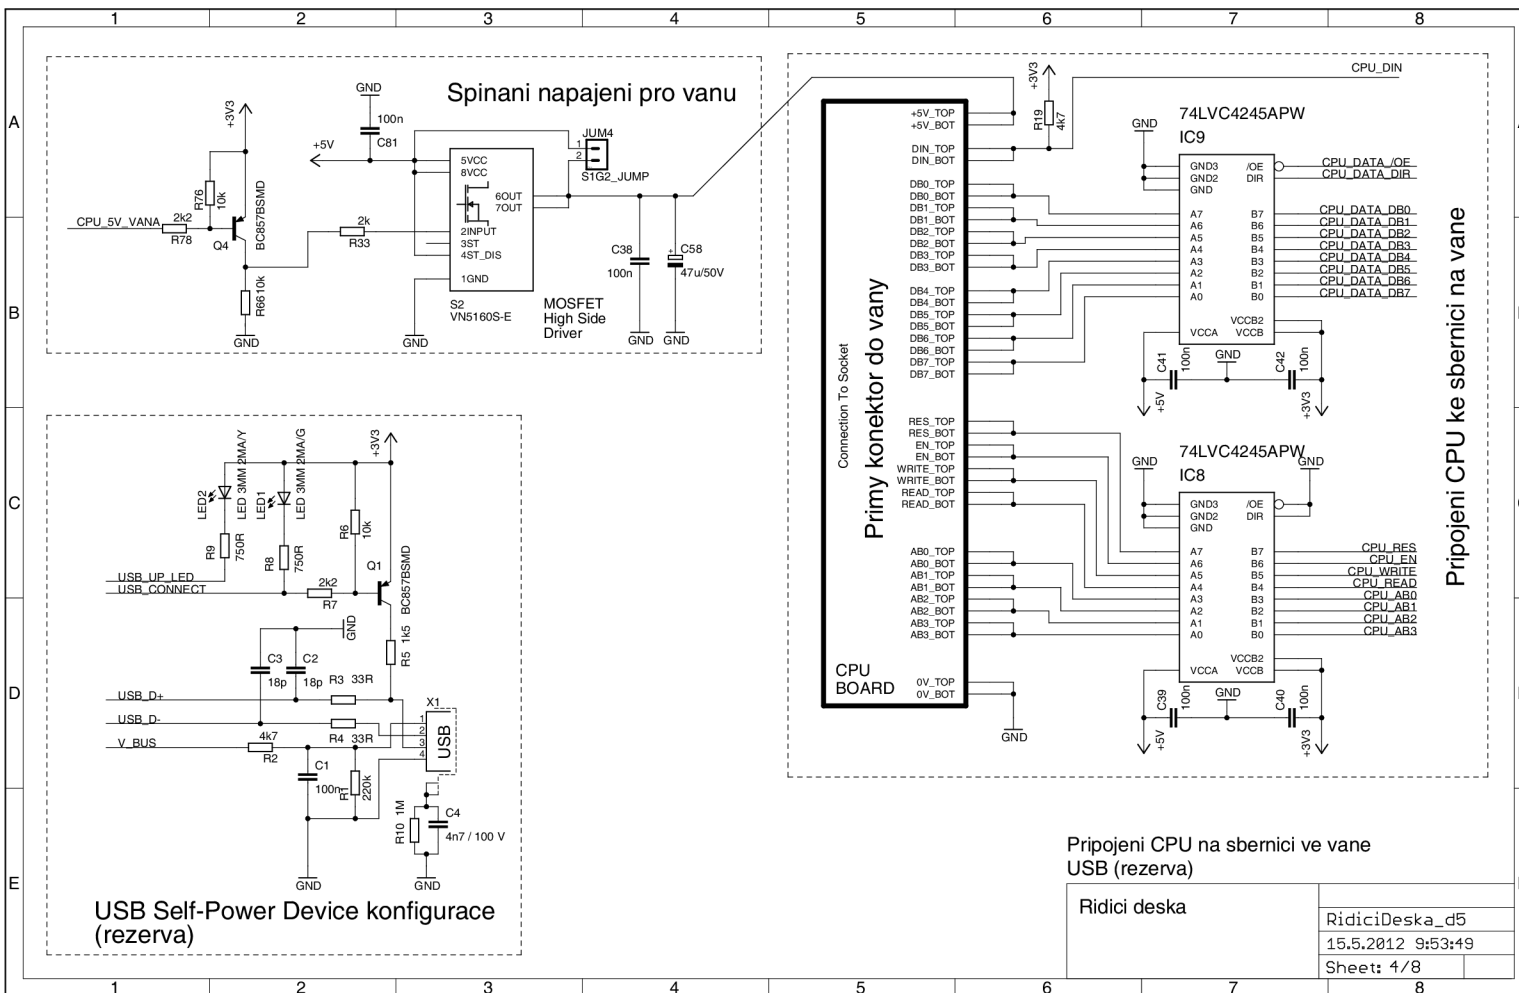 1 2 3 4 5 6 7 8
A
B
C
D
E
Spinani napajeni pro vanu
GND
100n
C81
+3V3
+5V
R76
10k
BC857BSMD
CPU_5V_VANA
2k2
R78
Q4
R66
10k
GND
2k
R33
5VCC
8VCC
6OUT
7OUT
2INPUT
3ST
4ST_DIS
1GND
S2
VN5160S-E
GND
MOSFET
High Side
Driver
JUM4
1
2
S1G2_JUMP
C38
100n
GND
+
C58
47u/50V
GND
+3V3
LED2
LED 3MM 2MA/Y
LED1
LED 3MM 2MA/G
R9
750R
R8
750R
R6
10k
Q1
BC857BSMD
USB_UP_LED
USB_CONNECT
2k2
R7
GND
C3
18p
C2
18p
R5
1k5
R3 33R
USB_D+
USB_D-
R4 33R
V_BUS
4k7
R2
C1
100n
R1
220k
X1
1
2
3
4
USB
R10
1M
C4
4n7 / 100 V
GND
GND
USB Self-Power Device konfigurace
(rezerva)
CPU_DIN
+3V3
R19
4k7
Connection To Socket
Primy konektor do vany
CPU
BOARD
+5V_TOP
+5V_BOT
DIN_TOP
DIN_BOT
DB0_TOP
DB0_BOT
DB1_TOP
DB1_BOT
DB2_TOP
DB2_BOT
DB3_TOP
DB3_BOT
DB4_TOP
DB4_BOT
DB5_TOP
DB5_BOT
DB6_TOP
DB6_BOT
DB7_TOP
DB7_BOT
RES_TOP
RES_BOT
EN_TOP
EN_BOT
WRITE_TOP
WRITE_BOT
READ_TOP
READ_BOT
AB0_TOP
AB0_BOT
AB1_TOP
AB1_BOT
AB2_TOP
AB2_BOT
AB3_TOP
AB3_BOT
0V_TOP
0V_BOT
GND
74LVC4245APW
IC9
GND
GND3 /OE CPU_DATA_/OE
GND2 DIR CPU_DATA_DIR
GND
A7 B7 CPU_DATA_DB0
A6 B6 CPU_DATA_DB1
A5 B5 CPU_DATA_DB2
A4 B4 CPU_DATA_DB3
A3 B3 CPU_DATA_DB4
A2 B2 CPU_DATA_DB5
A1 B1 CPU_DATA_DB6
A0 B0 CPU_DATA_DB7
VCCB2
VCCA VCCB
C41
100n
GND
C42
100n
+5V
+3V3
74LVC4245APW
IC8
GND
GND
GND3 /OE
GND2 DIR
GND
A7 B7 CPU_RES
A6 B6 CPU_EN
A5 B5 CPU_WRITE
A4 B4 CPU_READ
A3 B3 CPU_AB0
A2 B2 CPU_AB1
A1 B1 CPU_AB2
A0 B0 CPU_AB3
VCCB2
VCCA VCCB
C39
100n
GND
C40
100n
+5V
+3V3
Pripojeni CPU ke sbernici na vane
Pripojeni CPU na sbernici ve vane
USB (rezerva)
Ridici deska
RidiciDeska_d5
15.5.2012 9:53:49
Sheet: 4/8
1 2 3 4 5 6 7 8